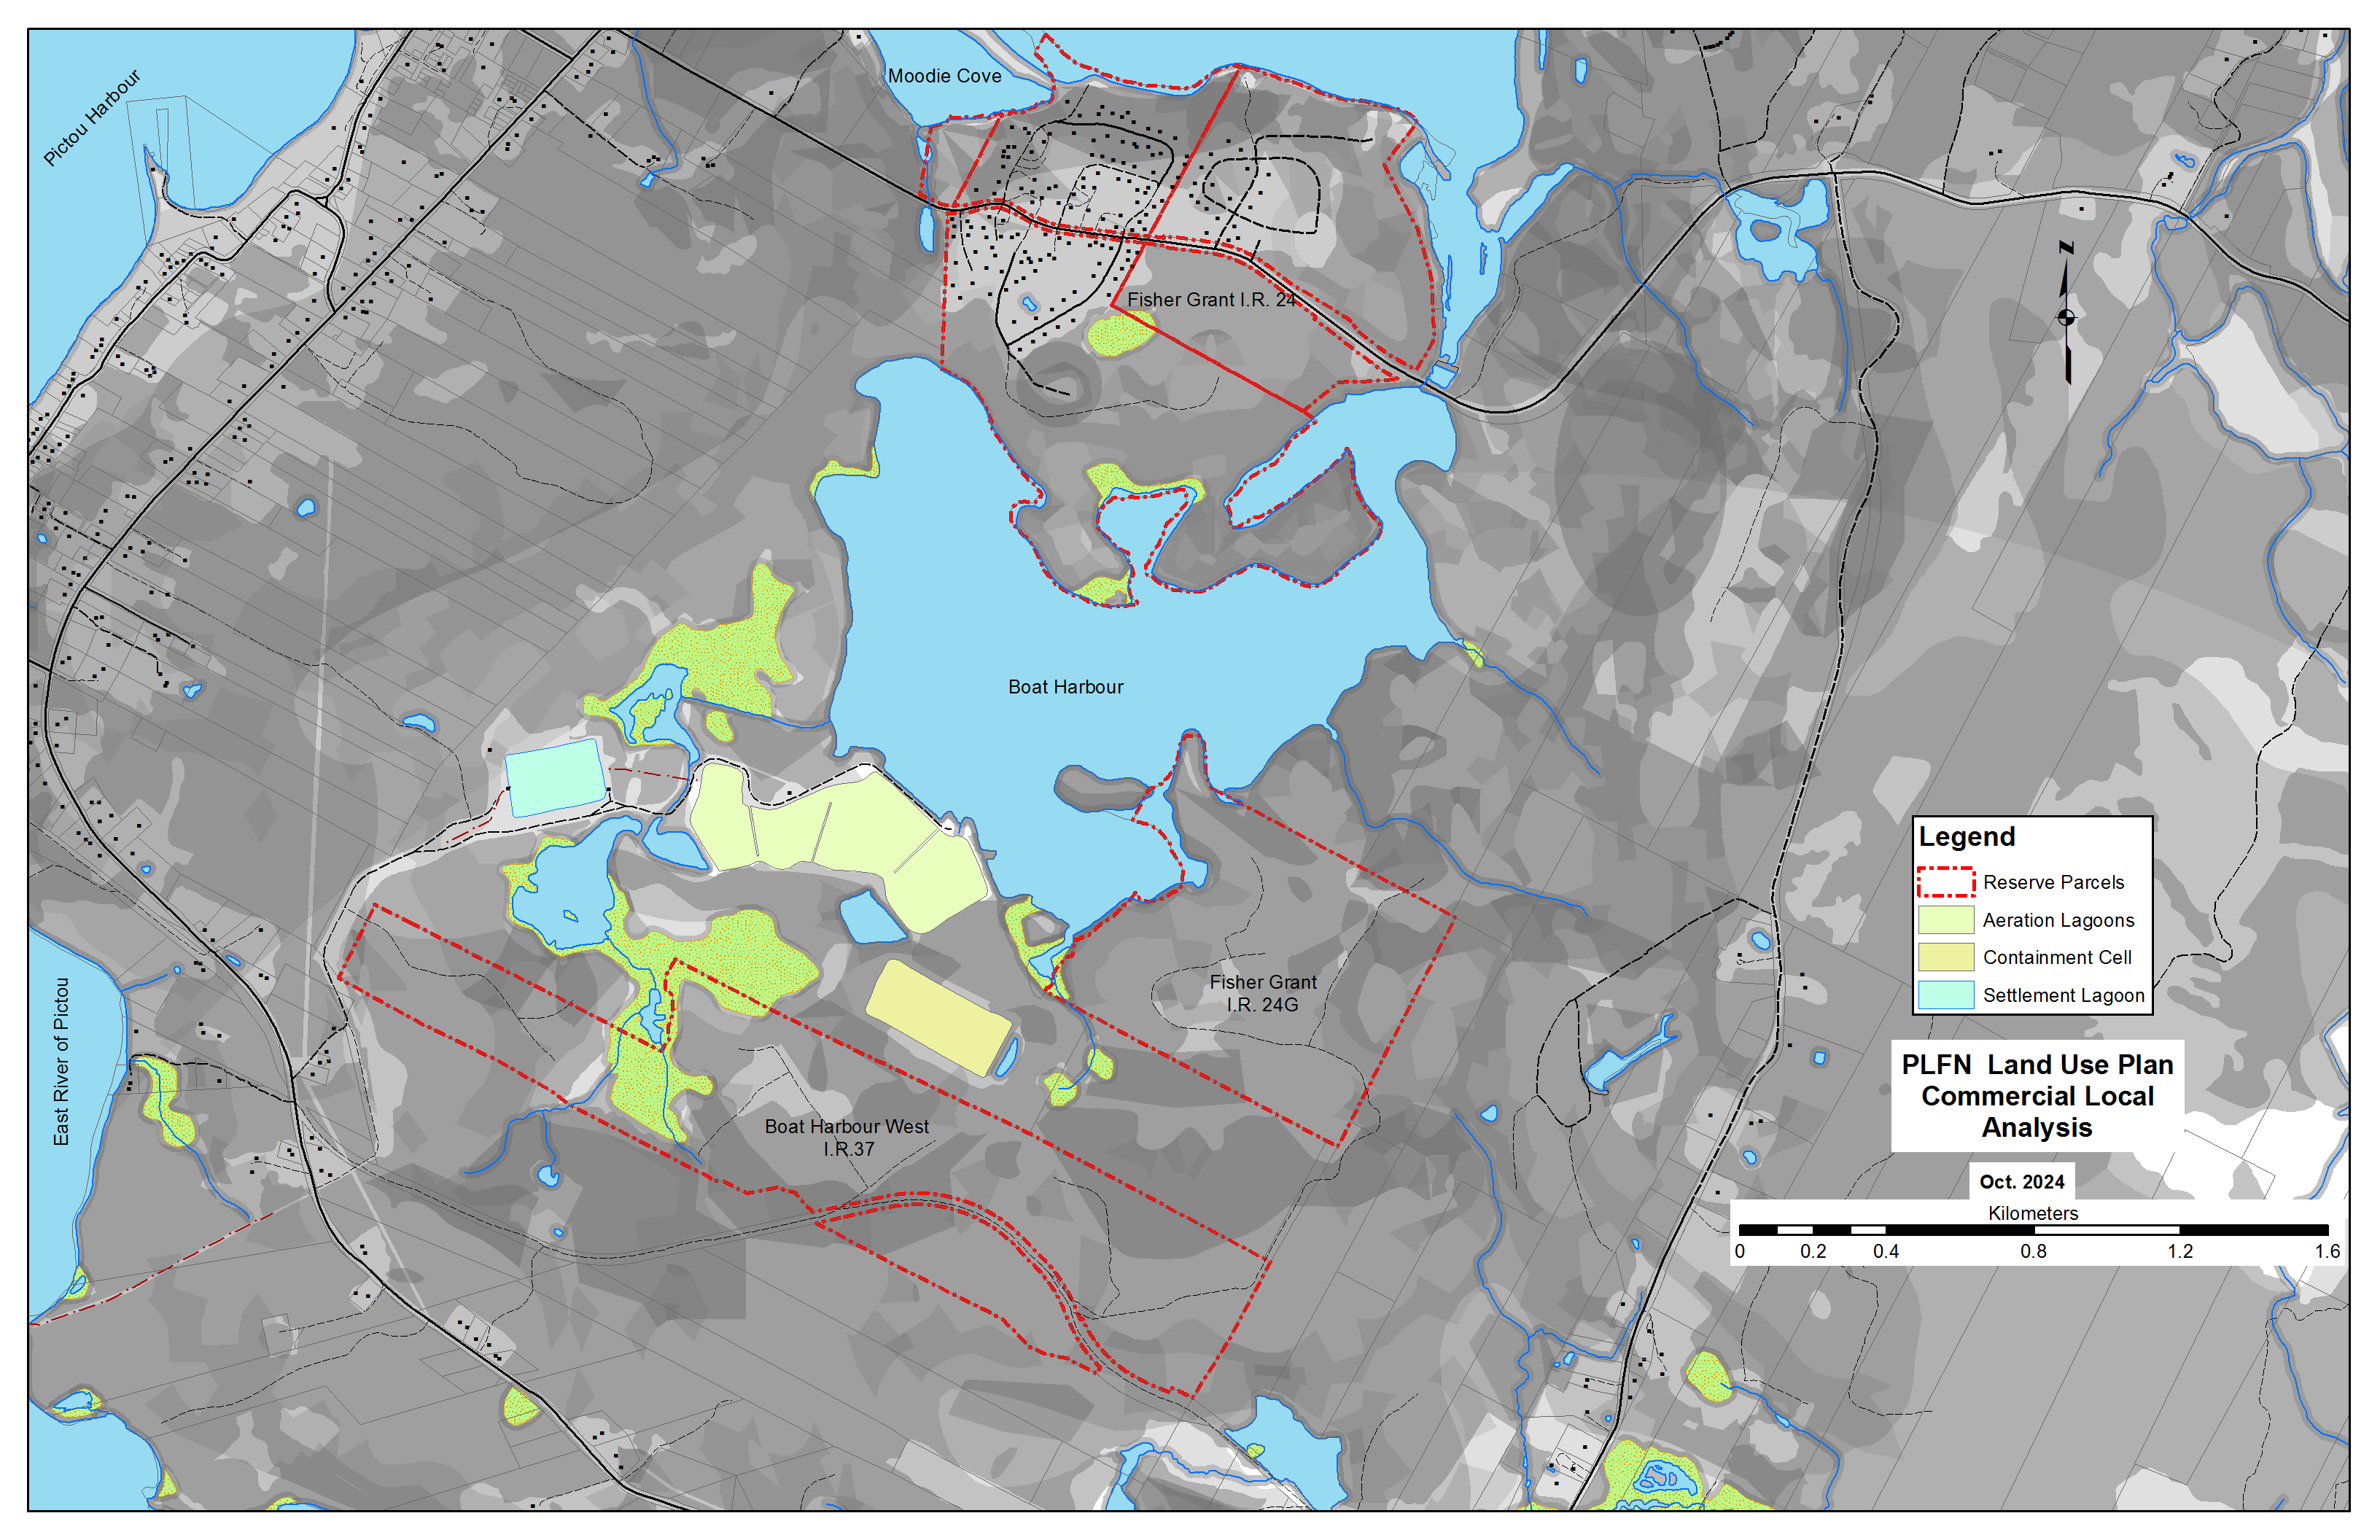 Pictou Harbour
Moodie Cove
Fisher Grant I.R. 24
N
Boat Harbour
Fisher Grant
I.R. 24G
Boat Harbour West
I.R.37
East River of Pictou
Legend
Reserve Parcels
Aeration Lagoons
Containment Cell
Settlement Lagoon
PLFN Land Use Plan
Commercial Local
Analysis
Oct. 2024
Kilometers
0 0.2 0.4 0.8 1.2 1.6